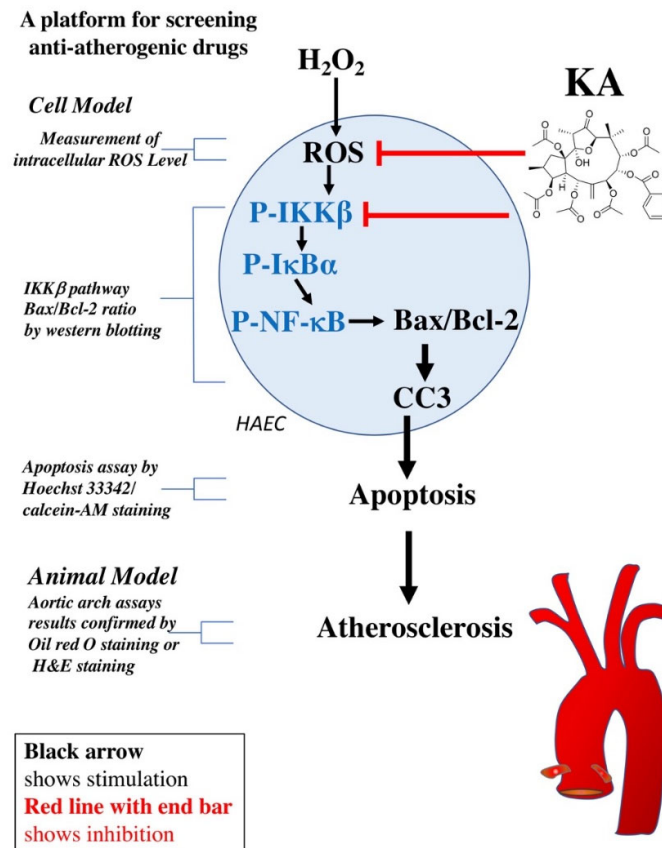 A platform for screening
anti-atherogenic drugs
H2O2
KA
Cell Model
Measurement of
intracellular ROS Level
ROS
P-IKKβ
P-IκBα
P-NF-κB
Bax/Bcl-2
CC3
HAEC
IKKβ pathway
Bax/Bcl-2 ratio
by western blotting
Apoptosis assay by
Hoechst 33342/
calcein-AM staining
Apoptosis
Animal Model
Aortic arch assays
results confirmed by
Oil red O staining or
H&E staining
Atherosclerosis
Black arrow
shows stimulation
Red line with end bar
shows inhibition
O
O
O
O
O
OH
H
O
O
O
O
O
O
O
O
O